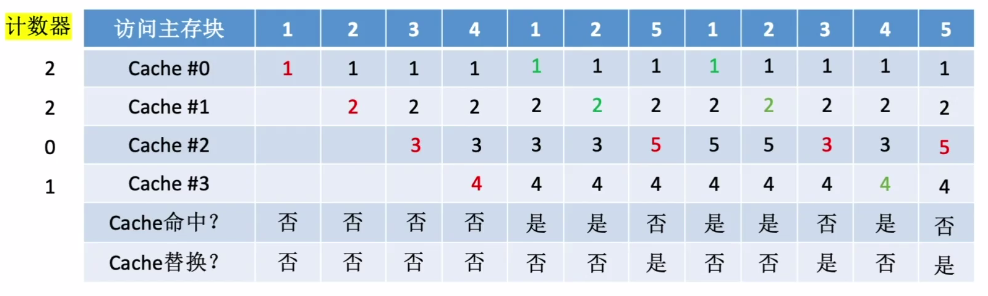 计数器 访问主存块 1 2 3 4 1 2 5 1 2 3 4 5
2 Cache #0 1 1 1 1 1 1 1 1 1 1 1 1
2 Cache #1 2 2 2 2 2 2 2 2 2 2 2
0 Cache #2 3 3 3 3 5 5 5 3 3 5
1 Cache #3 4 4 4 4 4 4 4 4 4
Cache命中？ 否 否 否 否 是 是 否 是 是 否 是 否
Cache替换？ 否 否 否 否 否 否 是 否 否 是 否 是